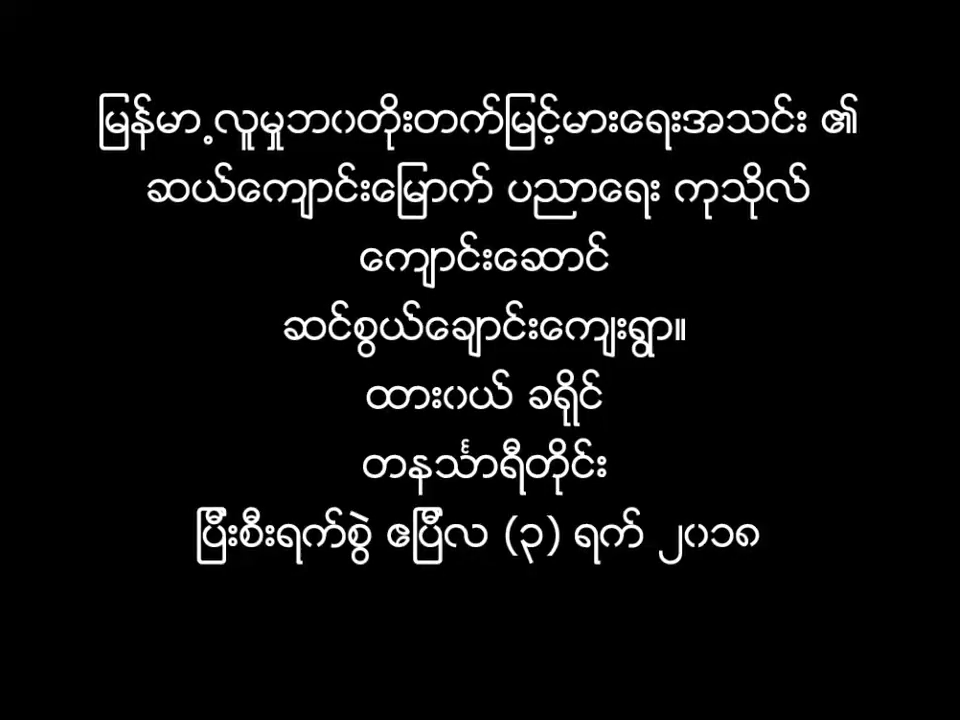 မြန်မာ့လူမှုဘဝတိုးတက်မြင့်မားရေးအသင်း ၏
ဆယ်ကျောင်းမြောက် ပညာရေး ကုသိုလ်
ကျောင်းဆောင်
ဆင်စွယ်ချောင်းကျေးရွာ။
ထားဝယ် ခရိုင်
တနင်္သာရီတိုင်း
ပြီးစီးရက်စွဲ ဧပြီလ (၃) ရက် ၂၀၁၈